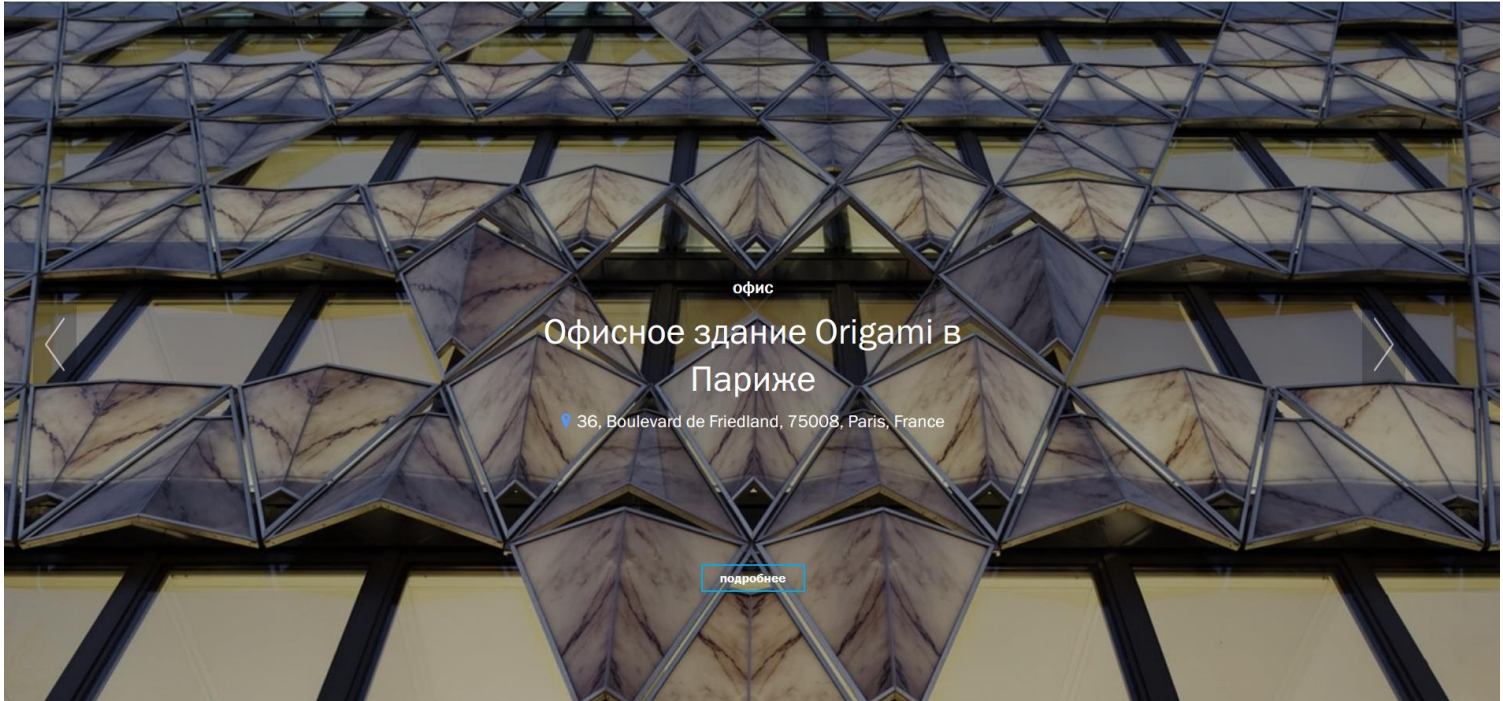 офис
Офисное здание Origami в
Париже
36, Boulevard de Friedland, 75008, Paris, France
подробнее